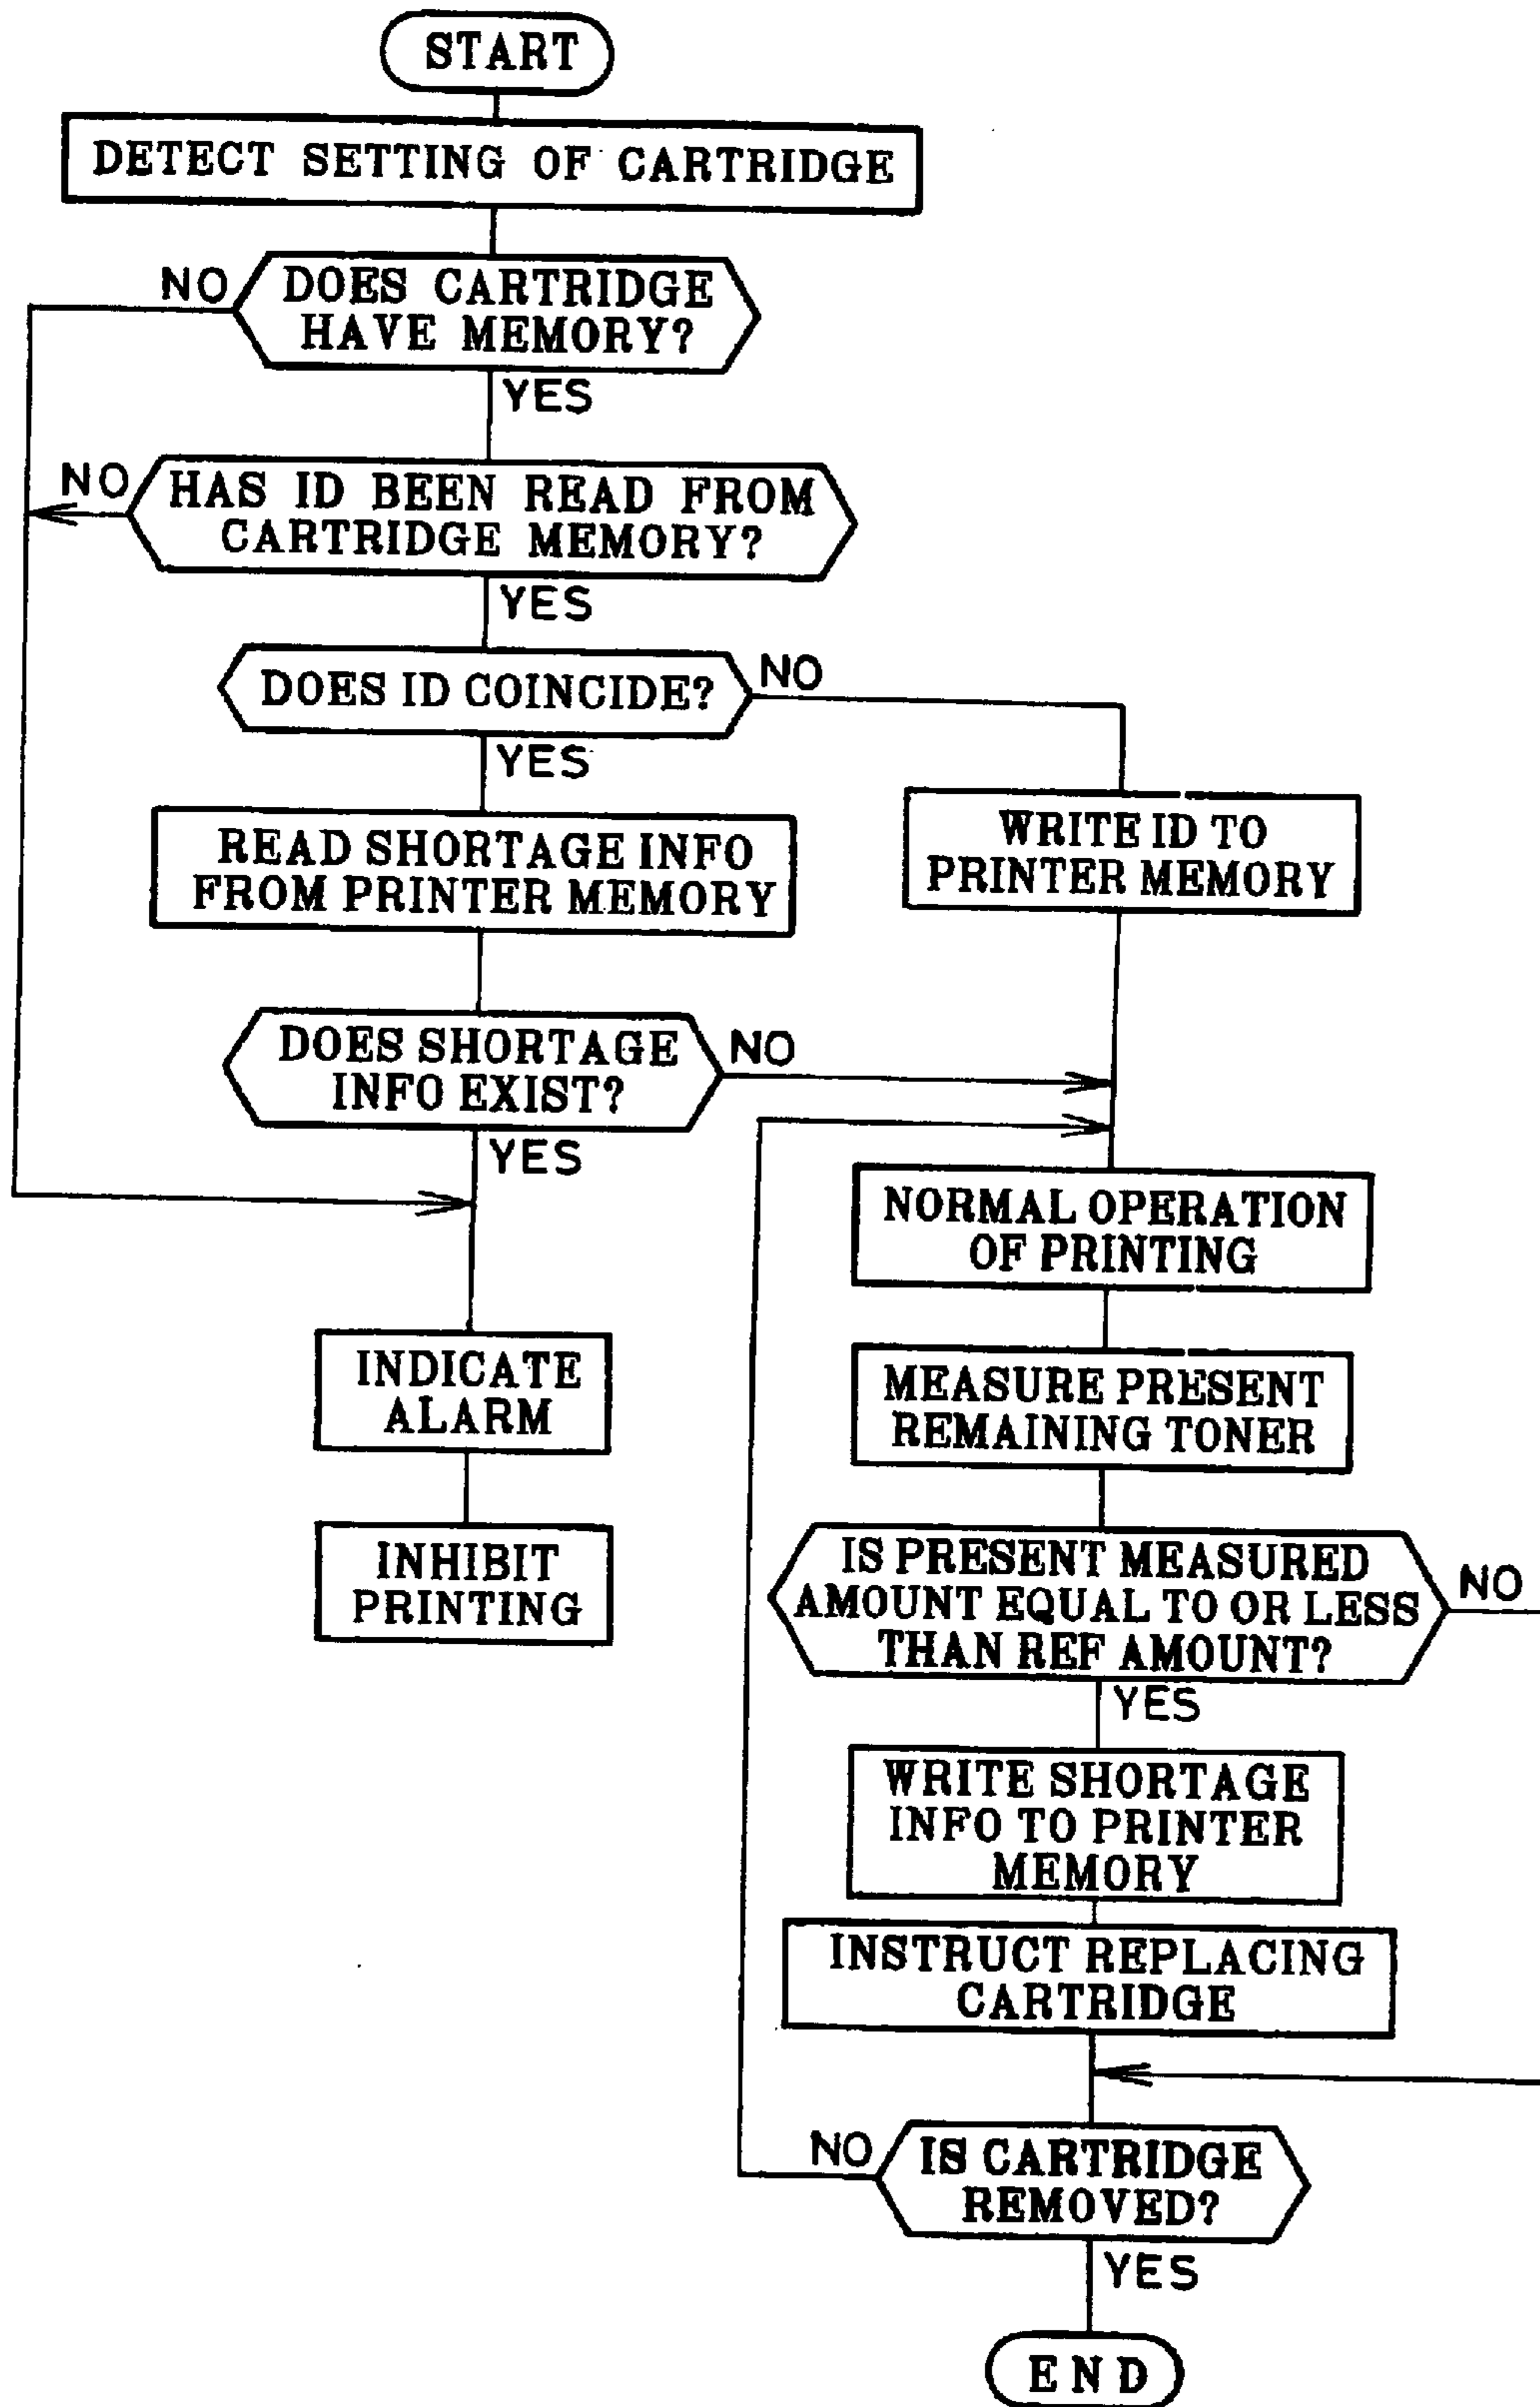 START
DETECT SETTING OF CARTRIDGE
NO
DOES CARTRIDGE
HAVE MEMORY?
YES
NO
HAS ID BEEN READ FROM
CARTRIDGE MEMORY?
YES
DOES ID COINCIDE?
NO
YES
READ SHORTAGE INFO
FROM PRINTER MEMORY
WRITE ID TO
PRINTER MEMORY
DOES SHORTAGE
INFO EXIST?
NO
YES
NORMAL OPERATION
OF PRINTING
INDICATE
ALARM
MEASURE PRESENT
REMAINING TONER
INHIBIT
PRINTING
IS PRESENT MEASURED
AMOUNT EQUAL TO OR LESS
THAN REF AMOUNT?
NO
YES
WRITE SHORTAGE
INFO TO PRINTER
MEMORY
INSTRUCT REPLACING
CARTRIDGE
NO
IS CARTRIDGE
REMOVED?
YES
END